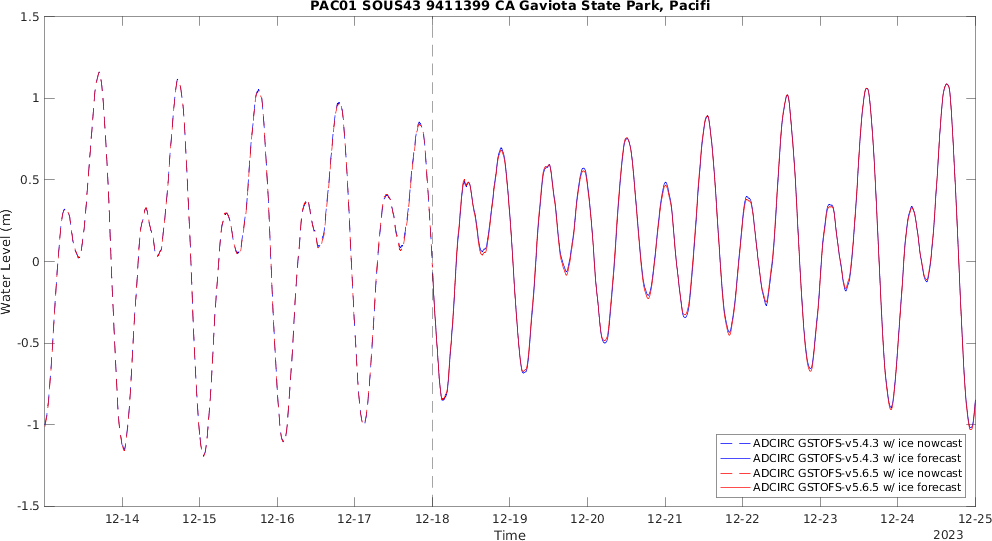 PAC01 SOUS43 9411399 CA Gaviota State Park, Pacifi
1.5
1
0.5
0
-0.5
-1
-1.5
Water Level (m)
12-14 12-15 12-16 12-17 12-18 12-19 12-20 12-21 12-22 12-23 12-24 12-25
Time
2023
ADCIRC GSTOFS-v5.4.3 w/ ice nowcast
ADCIRC GSTOFS-v5.4.3 w/ ice forecast
ADCIRC GSTOFS-v5.6.5 w/ ice nowcast
ADCIRC GSTOFS-v5.6.5 w/ ice forecast